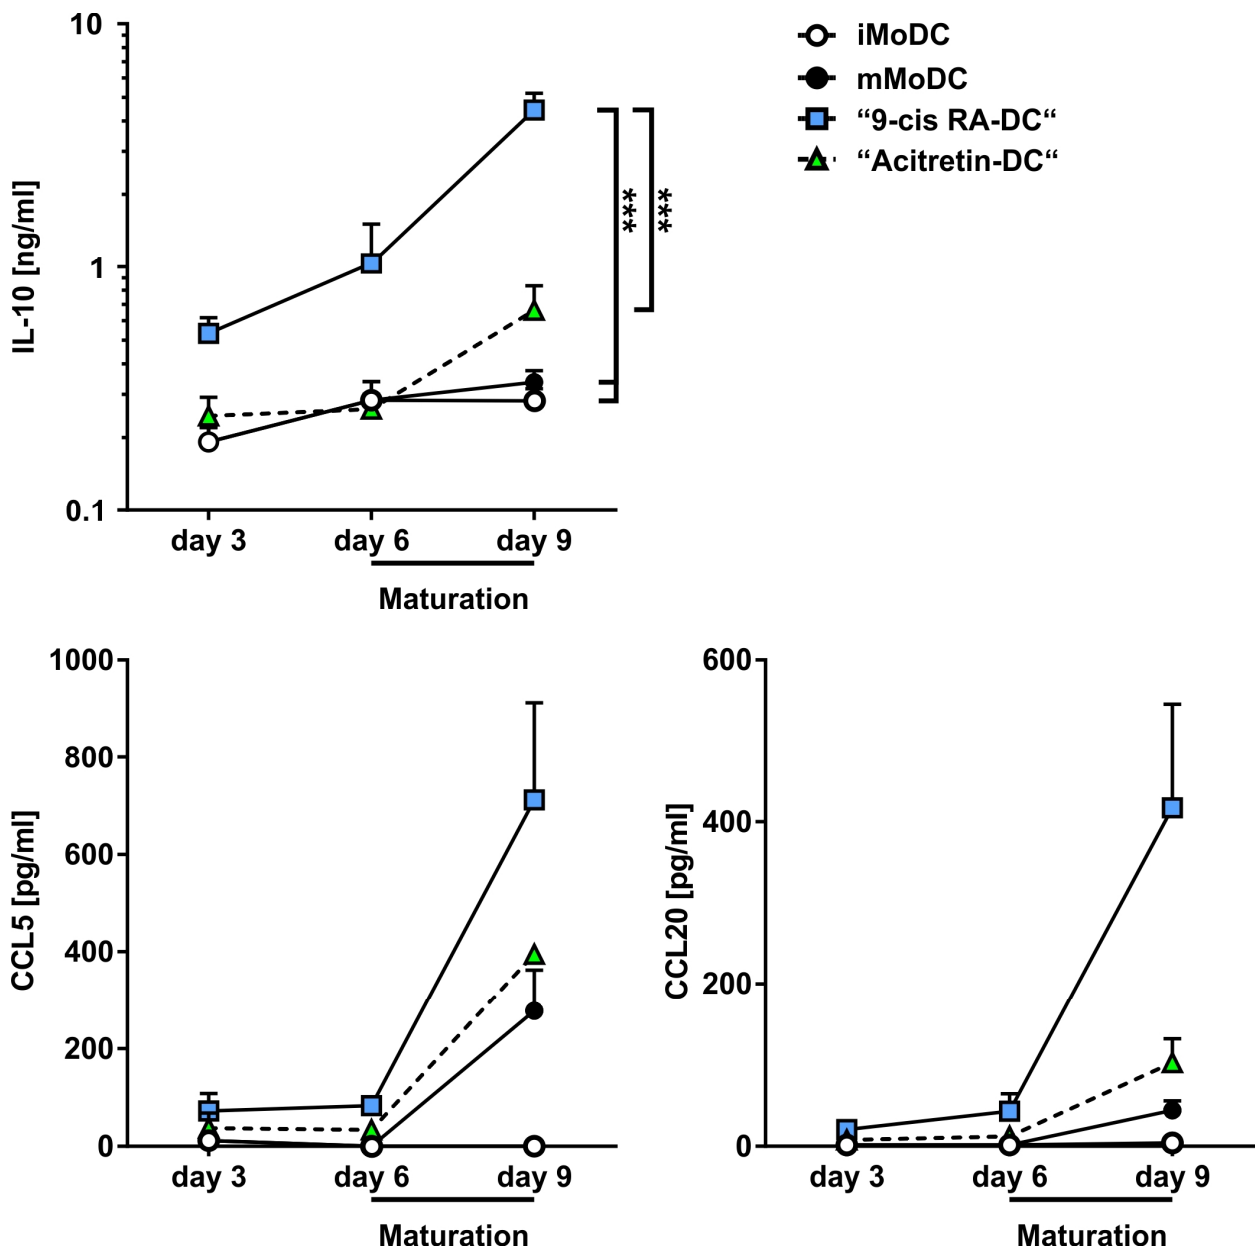 10
1
0.1
IL-10 [ng/ml]
***
***
day 3
day 6
day 9
Maturation
iMoDC
mMoDC
“9-cis RA-DC“
“Acitretin-DC“
1000
800
600
400
200
0
CCL5 [pg/ml]
day 3
day 6
day 9
Maturation
600
400
200
0
CCL20 [pg/ml]
day 3
day 6
day 9
Maturation